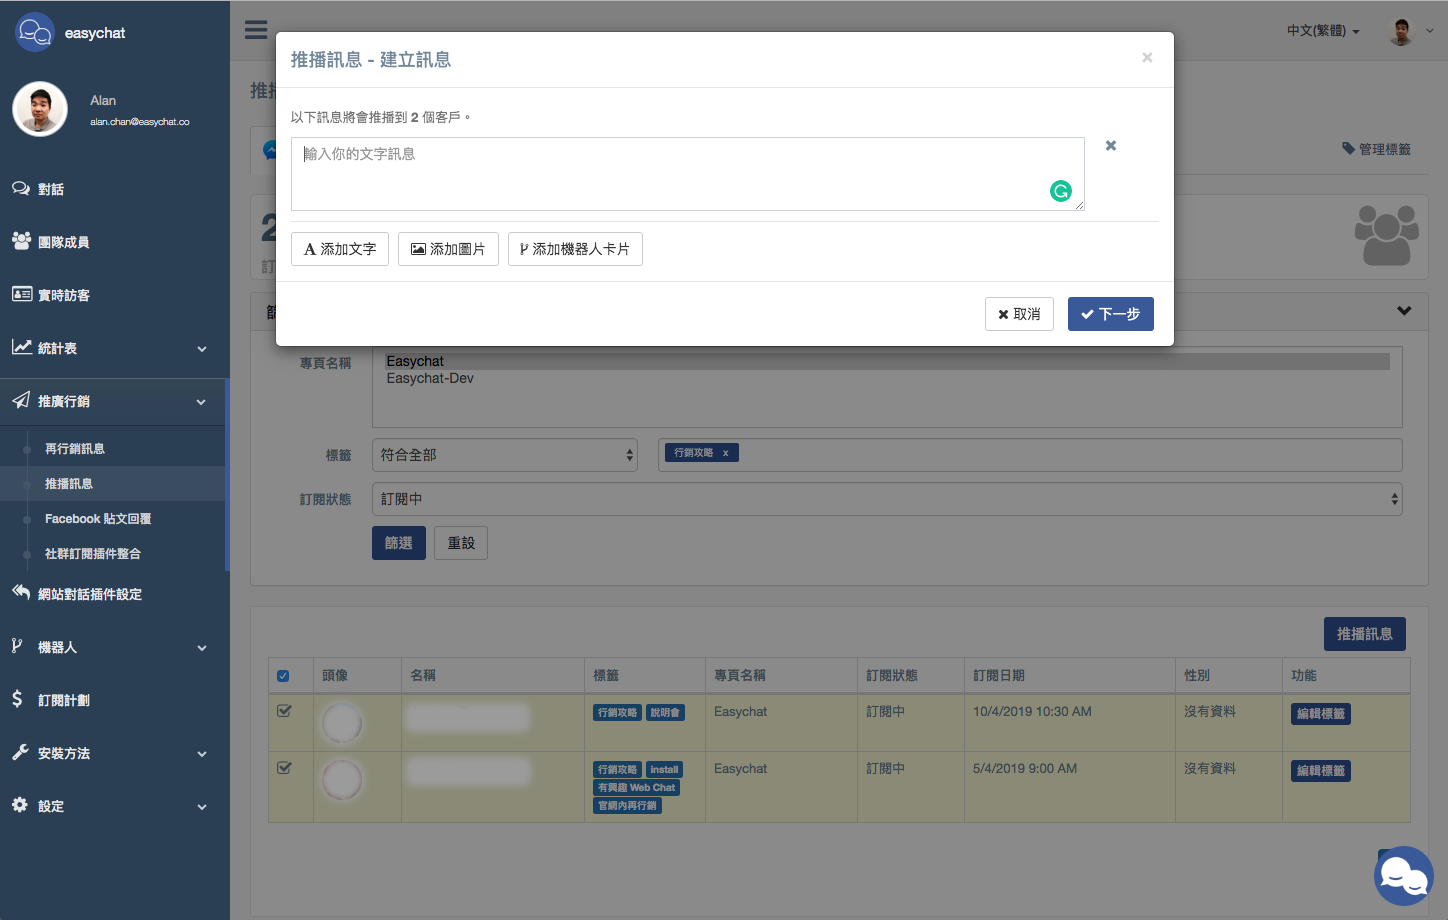 easychat
Alan
alan.chan@easychat.co
對話
團隊成員
實時訪客
統計表
推廣行銷
再行銷訊息
推播訊息
Facebook 貼文回覆
社群訂閱插件整合
網站對話插件設定
機器人
訂閱計劃
安裝方法
設定
中文(繁體)
推播訊息 - 建立訊息
×
以下訊息將會推播到 2 個客戶。
輸入你的文字訊息
A 添加文字 添加圖片 添加機器人卡片
取消 下一步
管理標籤
2
訂
專頁名稱
Easychat
Easychat-Dev
標籤 符合全部 行銷攻略 x
訂閱狀態 訂閱中
篩選 重設
推播訊息
頭像 名稱 標籤 專頁名稱 訂閱狀態 訂閱日期 性別 功能
行銷攻略 說明會 Easychat 訂閱中 10/4/2019 10:30 AM 沒有資料 編輯標籤
行銷攻略 install Easychat 訂閱中 5/4/2019 9:00 AM 沒有資料 編輯標籤
有興趣 Web Chat
官網內再行銷